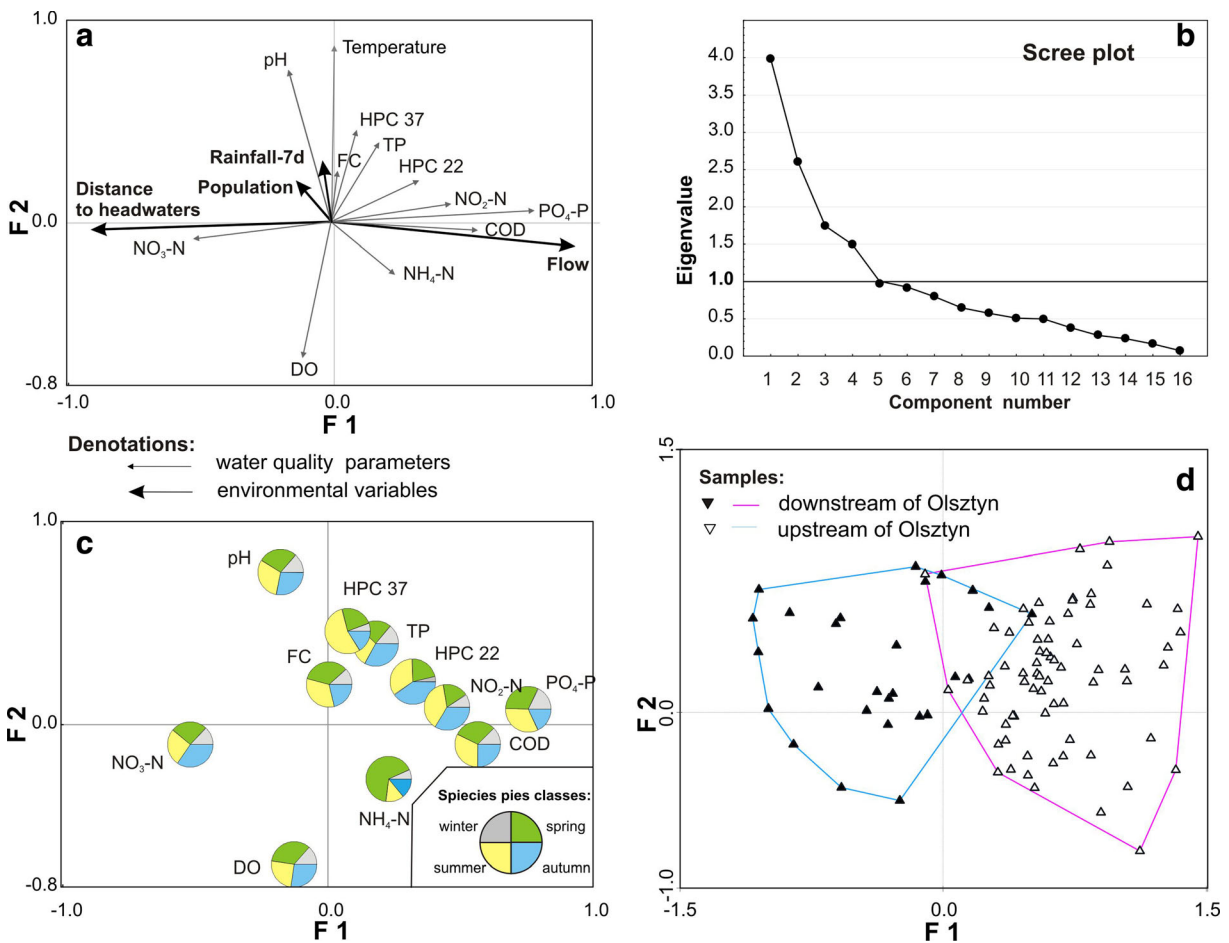 a
1.0
Temperature
pH
HPC 37
TP
Rainfall-7d
FC
HPC 22
Population
Distance
to headwaters
NO₂-N
PO₄-P
COD
NO₃-N
NH₄-N
Flow
DO
F 2
0.0
-0.8
-1.0
0.0
1.0
F 1
b
Scree plot
Eigenvalue
4.0
3.5
3.0
2.5
2.0
1.5
1.0
0.5
0.0
1 2 3 4 5 6 7 8 9 10 11 12 13 14 15 16
Component number
Denotations:
water quality parameters
environmental variables
c
1.0
pH
HPC 37
TP
FC
HPC 22
NO₂-N
PO₄-P
COD
NO₃-N
NH₄-N
DO
Spiecies pies classes:
winter
spring
summer
autumn
F 2
0.0
-0.8
-1.0
0.0
1.0
F 1
d
Samples:
downstream of Olsztyn
upstream of Olsztyn
1.5
F 2
0.0
-1.0
-1.5
0.0
1.5
F 1